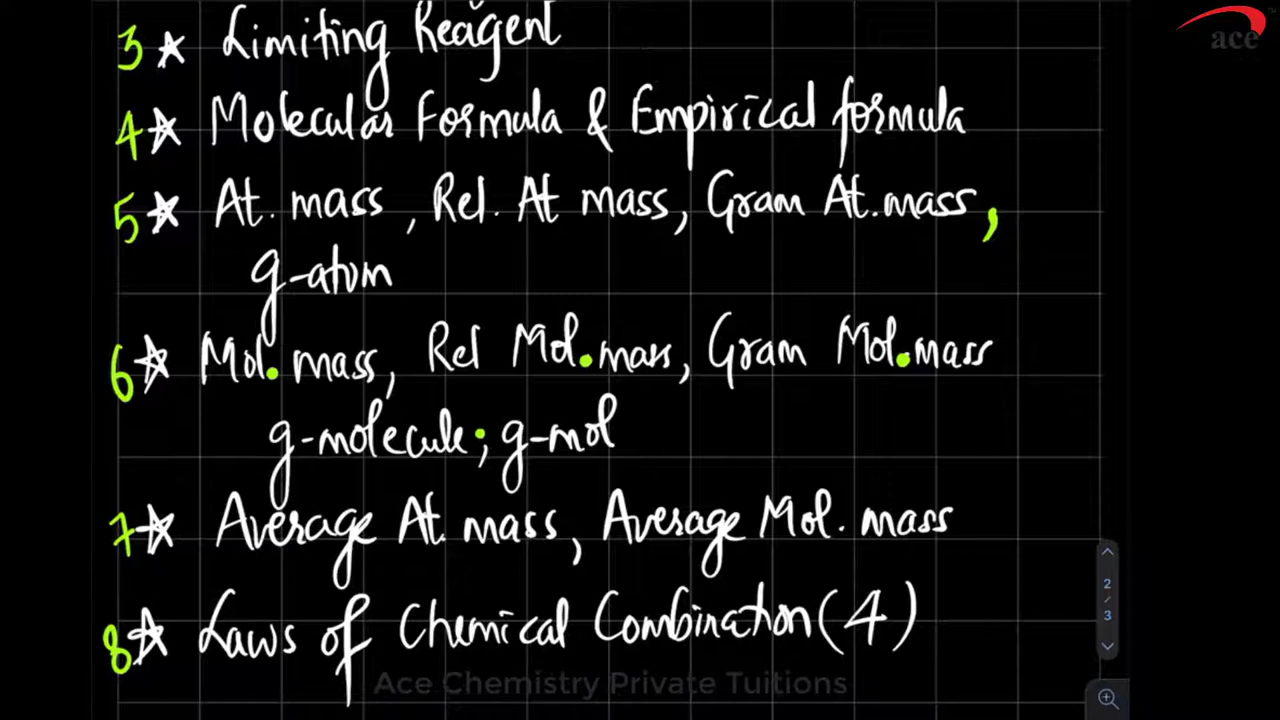 ace
3 ☆ Limiting Reagent
4 ☆ Molecular Formula & Empirical formula
5 ☆ At. mass, Rel. At mass, Gram At. mass,
g-atom
6 ☆ Mol. mass, Rel Mol. mass, Gram Mol. mass
g-molecule; g-mol
7 ☆ Average At. mass, Average Mol. mass
8 ☆ Laws of Chemical Combination (4)
2
/
3
Ace Chemistry Private Tuitions